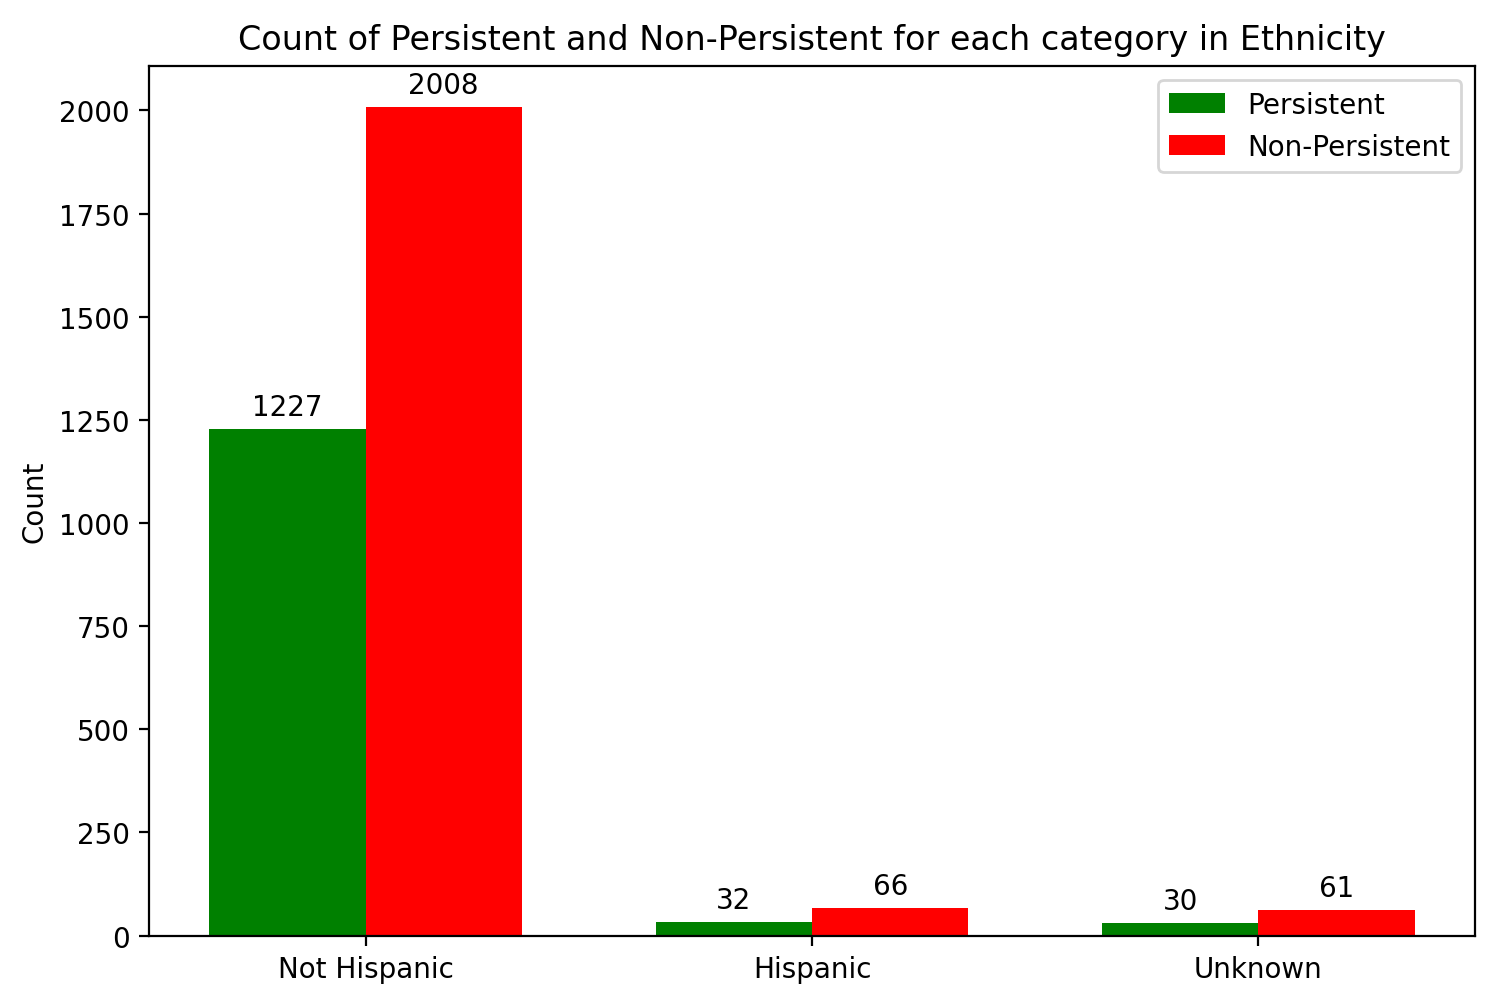 Count of Persistent and Non-Persistent for each category in Ethnicity
Persistent
Non-Persistent
Count
2000
1750
1500
1250
1000
750
500
250
0
1227
2008
32
66
30
61
Not Hispanic
Hispanic
Unknown